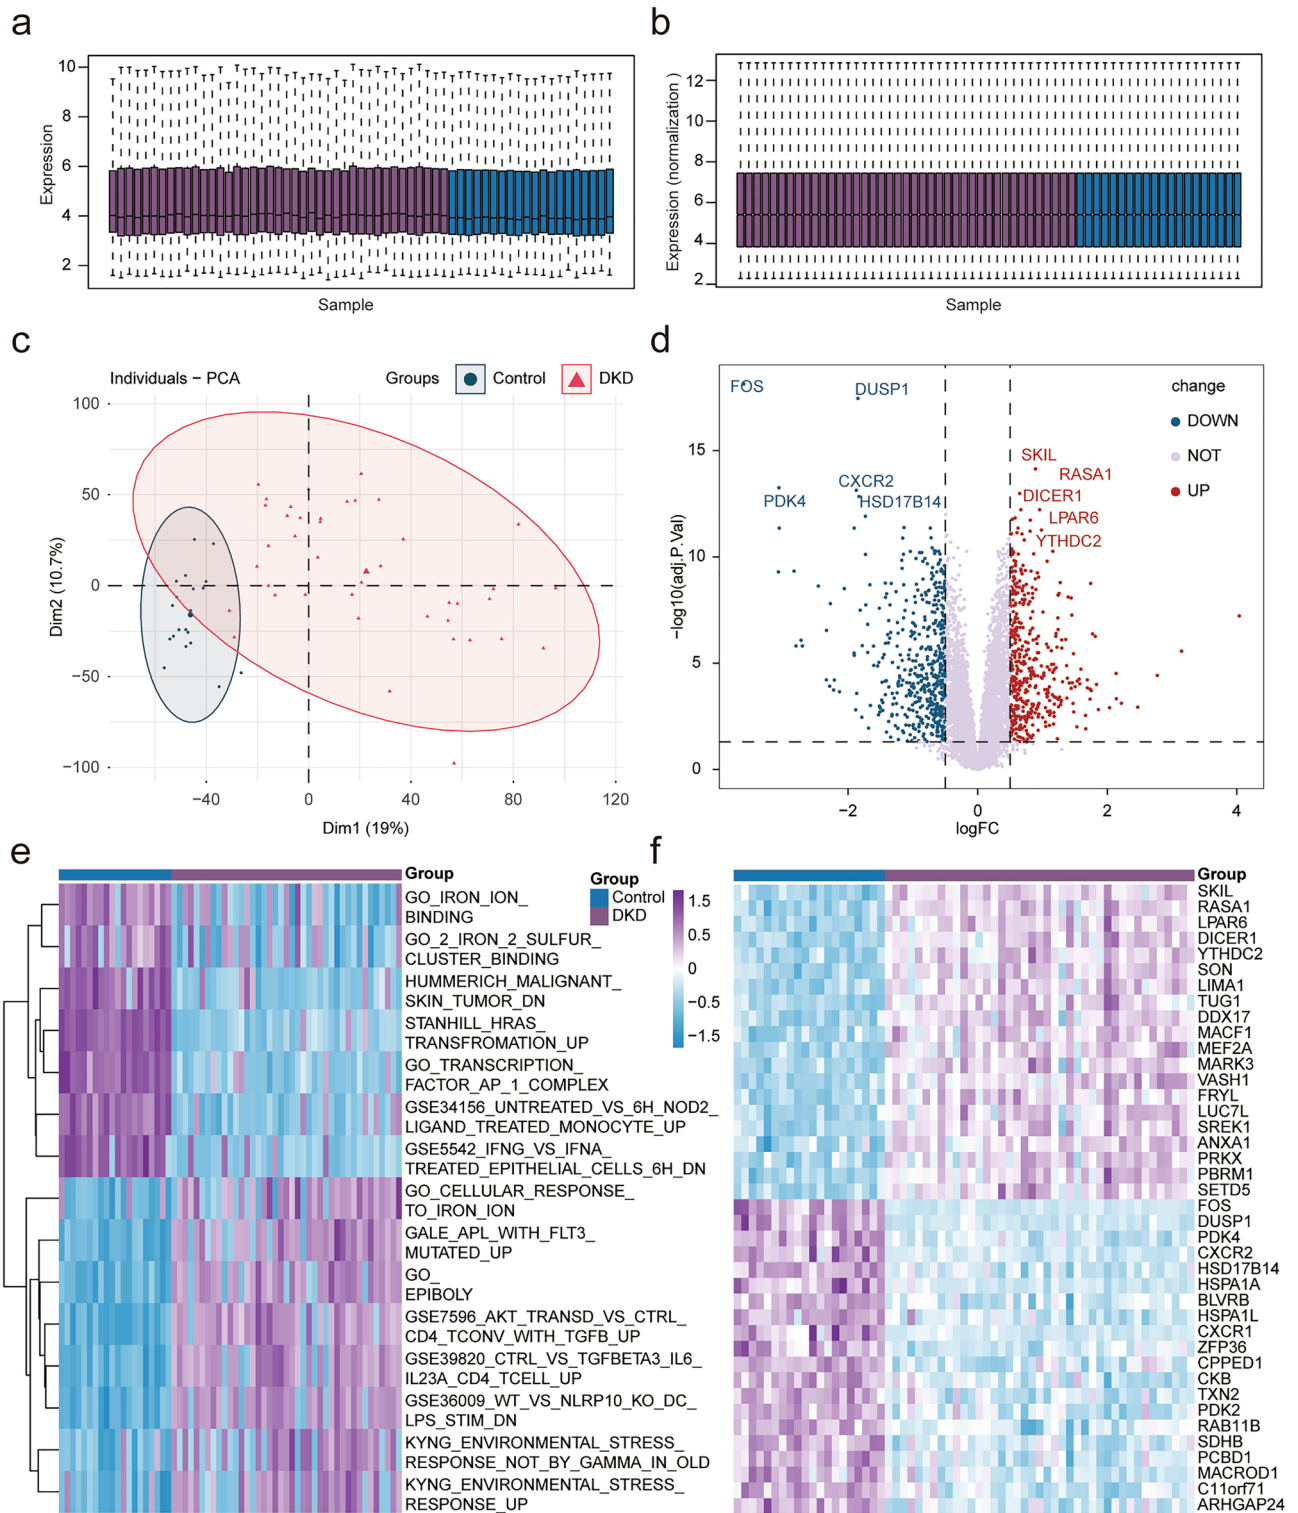 a
10
8
6
4
2
Expression
Sample
b
12
10
8
6
4
2
Expression (normalization )
Sample
c
Individuals − PCA
Groups
Control
DKD
100
50
0
−50
−100
Dim2 (10.7%)
−40
0
40
80
120
Dim1 (19%)
d
FOS
DUSP1
SKIL
RASA1
CXCR2
PDK4
HSD17B14
DICER1
LPAR6
YTHDC2
change
DOWN
NOT
UP
15
10
5
0
−log10(adj.P.Val)
−2
0
2
4
logFC
e
Group
GO_IRON_ION_
BINDING
GO_2_IRON_2_SULFUR_
CLUSTER_BINDING
HUMMERICH_MALIGNANT_
SKIN_TUMOR_DN
STANHILL_HRAS_
TRANSFROMATION_UP
GO_TRANSCRIPTION_
FACTOR_AP_1_COMPLEX
GSE34156_UNTREATED_VS_6H_NOD2_
LIGAND_TREATED_MONOCYTE_UP
GSE5542_IFNG_VS_IFNA_
TREATED_EPITHELIAL_CELLS_6H_DN
GO_CELLULAR_RESPONSE_
TO_IRON_ION
GALE_APL_WITH_FLT3_
MUTATED_UP
GO_
EPIBOLY
GSE7596_AKT_TRANSD_VS_CTRL_
CD4_TCONV_WITH_TGFB_UP
GSE39820_CTRL_VS_TGFBETA3_IL6_
IL23A_CD4_TCELL_UP
GSE36009_WT_VS_NLRP10_KO_DC_
LPS_STIM_DN
KYNG_ENVIRONMENTAL_STRESS_
RESPONSE_NOT_BY_GAMMA_IN_OLD
KYNG_ENVIRONMENTAL_STRESS_
RESPONSE_UP
Group
Control
DKD
1.5
0.5
0
−0.5
−1.5
f
Group
SKIL
RASA1
LPAR6
DICER1
YTHDC2
SON
LIMA1
TUG1
DDX17
MACF1
MEF2A
MARK3
VASH1
FRYL
LUC7L
SREK1
ANXA1
PRKX
PBRM1
SETD5
FOS
DUSP1
PDK4
CXCR2
HSD17B14
HSPA1A
BLVRB
HSPA1L
CXCR1
ZFP36
CPPED1
CKB
TXN2
PDK2
RAB11B
SDHB
PCBD1
MACROD1
C11orf71
ARHGAP24